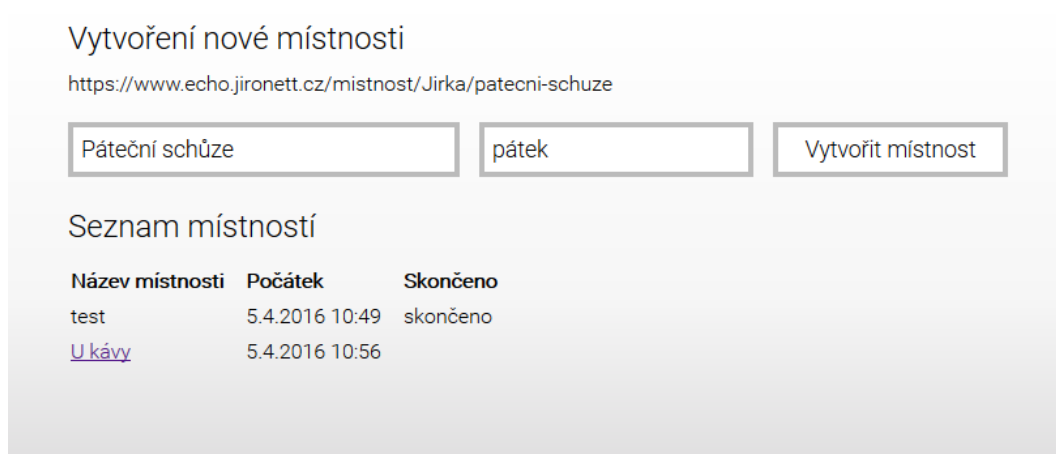 Vytvoření nové místnosti
https://www.echo.jironett.cz/mistnost/Jirka/patecni-schuze
Páteční schůze pátek Vytvořit místnost
Seznam místností
Název místnosti Počátek Skončeno
test 5.4.2016 10:49 skončeno
U kávy 5.4.2016 10:56